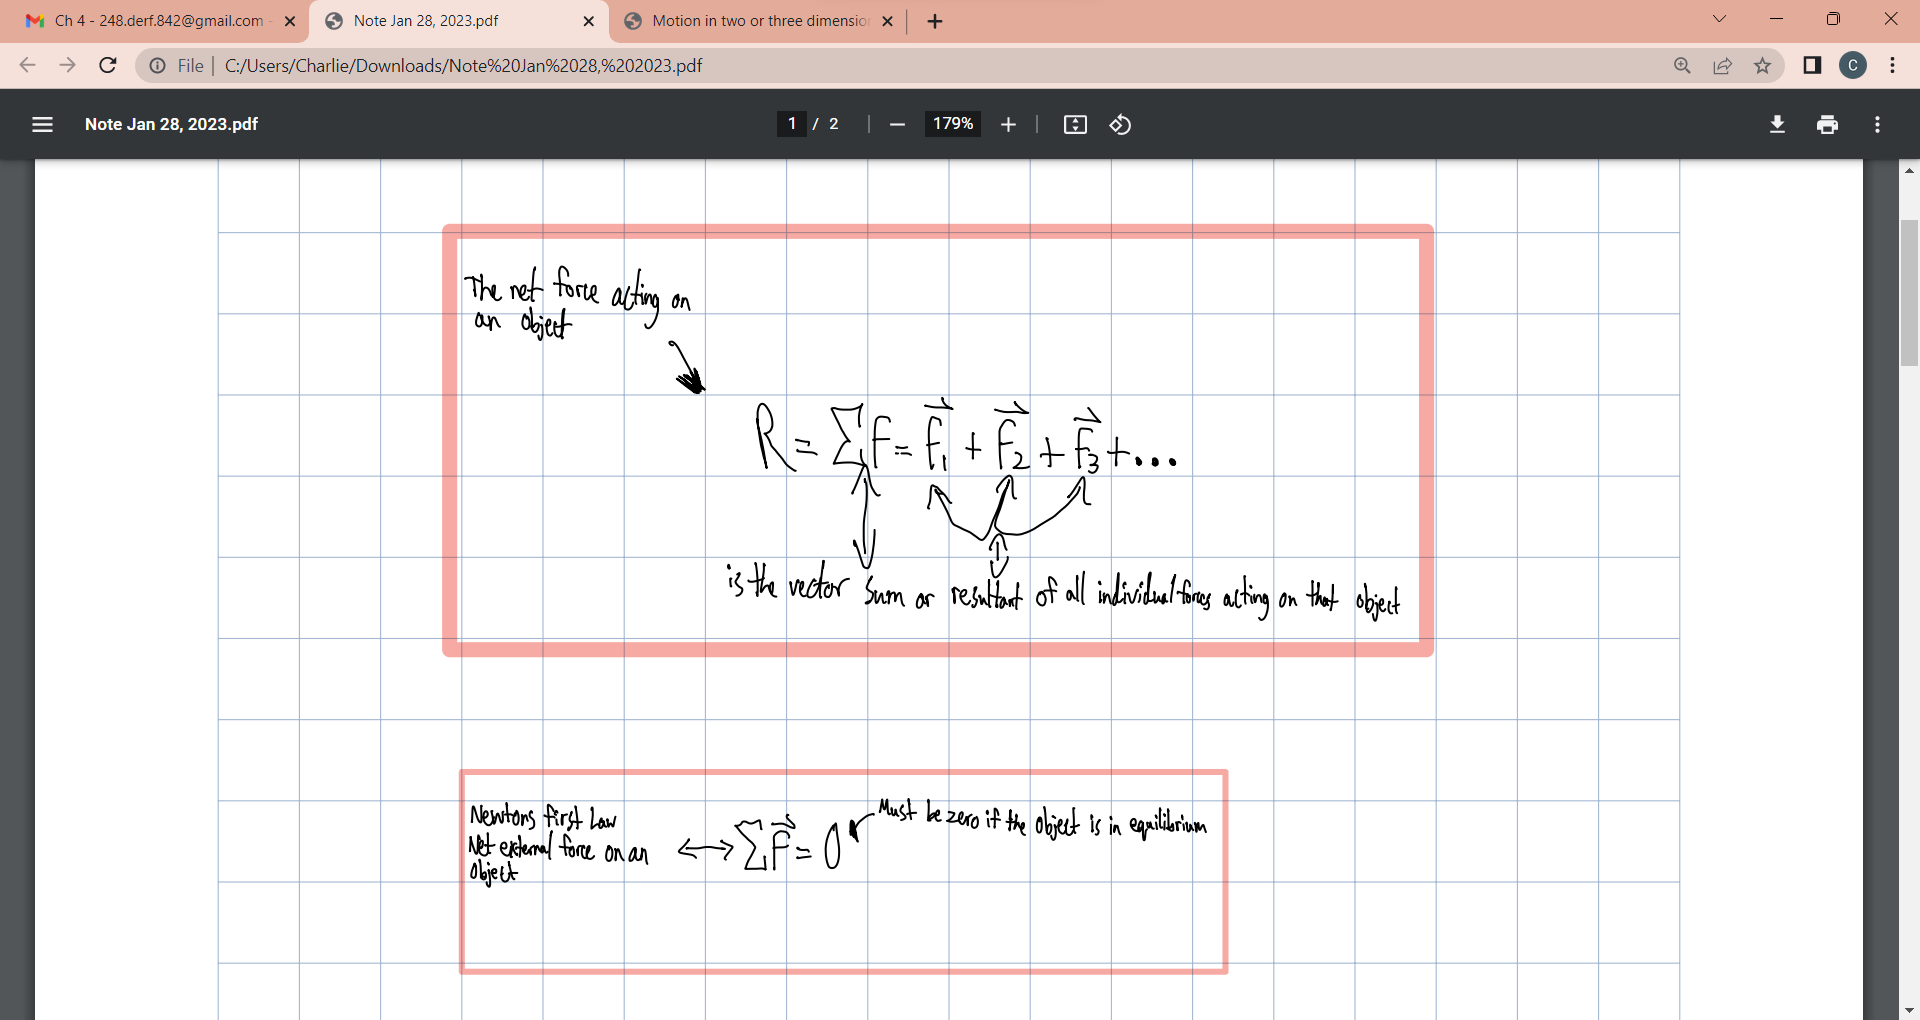 Ch 4 - 248.derf.842@gmail.com -
Note Jan 28, 2023.pdf
Motion in two or three dimension
File
C:/Users/Charlie/Downloads/Note%20Jan%2028,%202023.pdf
C
Note Jan 28, 2023.pdf
1 / 2
179%
The net force acting on
an object
R = ΣF = F⃗₁ + F⃗₂ + F⃗₃ + ...
is the vector sum or resultant of all individual forces acting on that object
Newtons first Law
Net external force on an
object
ΣF⃗ = 0
Must be zero if the object is in equilibrium